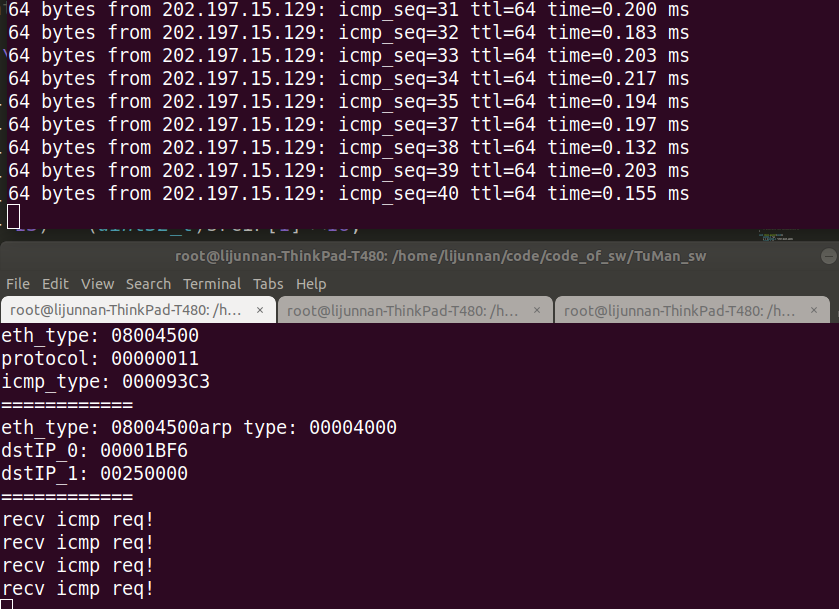 64 bytes from 202.197.15.129: icmp_seq=31 ttl=64 time=0.200 ms
64 bytes from 202.197.15.129: icmp_seq=32 ttl=64 time=0.183 ms
64 bytes from 202.197.15.129: icmp_seq=33 ttl=64 time=0.203 ms
64 bytes from 202.197.15.129: icmp_seq=34 ttl=64 time=0.217 ms
64 bytes from 202.197.15.129: icmp_seq=35 ttl=64 time=0.194 ms
64 bytes from 202.197.15.129: icmp_seq=37 ttl=64 time=0.197 ms
64 bytes from 202.197.15.129: icmp_seq=38 ttl=64 time=0.132 ms
64 bytes from 202.197.15.129: icmp_seq=39 ttl=64 time=0.203 ms
64 bytes from 202.197.15.129: icmp_seq=40 ttl=64 time=0.155 ms
root@lijunnan-ThinkPad-T480: /home/lijunnan/code/code_of_sw/TuMan_sw
File Edit View Search Terminal Tabs Help
root@lijunnan-ThinkPad-T480: /h... × root@lijunnan-ThinkPad-T480: /h... × root@lijunnan-ThinkPad-T480: /h... ×
eth_type: 08004500
protocol: 00000011
icmp_type: 000093C3
============
eth_type: 08004500arp type: 00004000
dstIP_0: 00001BF6
dstIP_1: 00250000
============
recv icmp req!
recv icmp req!
recv icmp req!
recv icmp req!